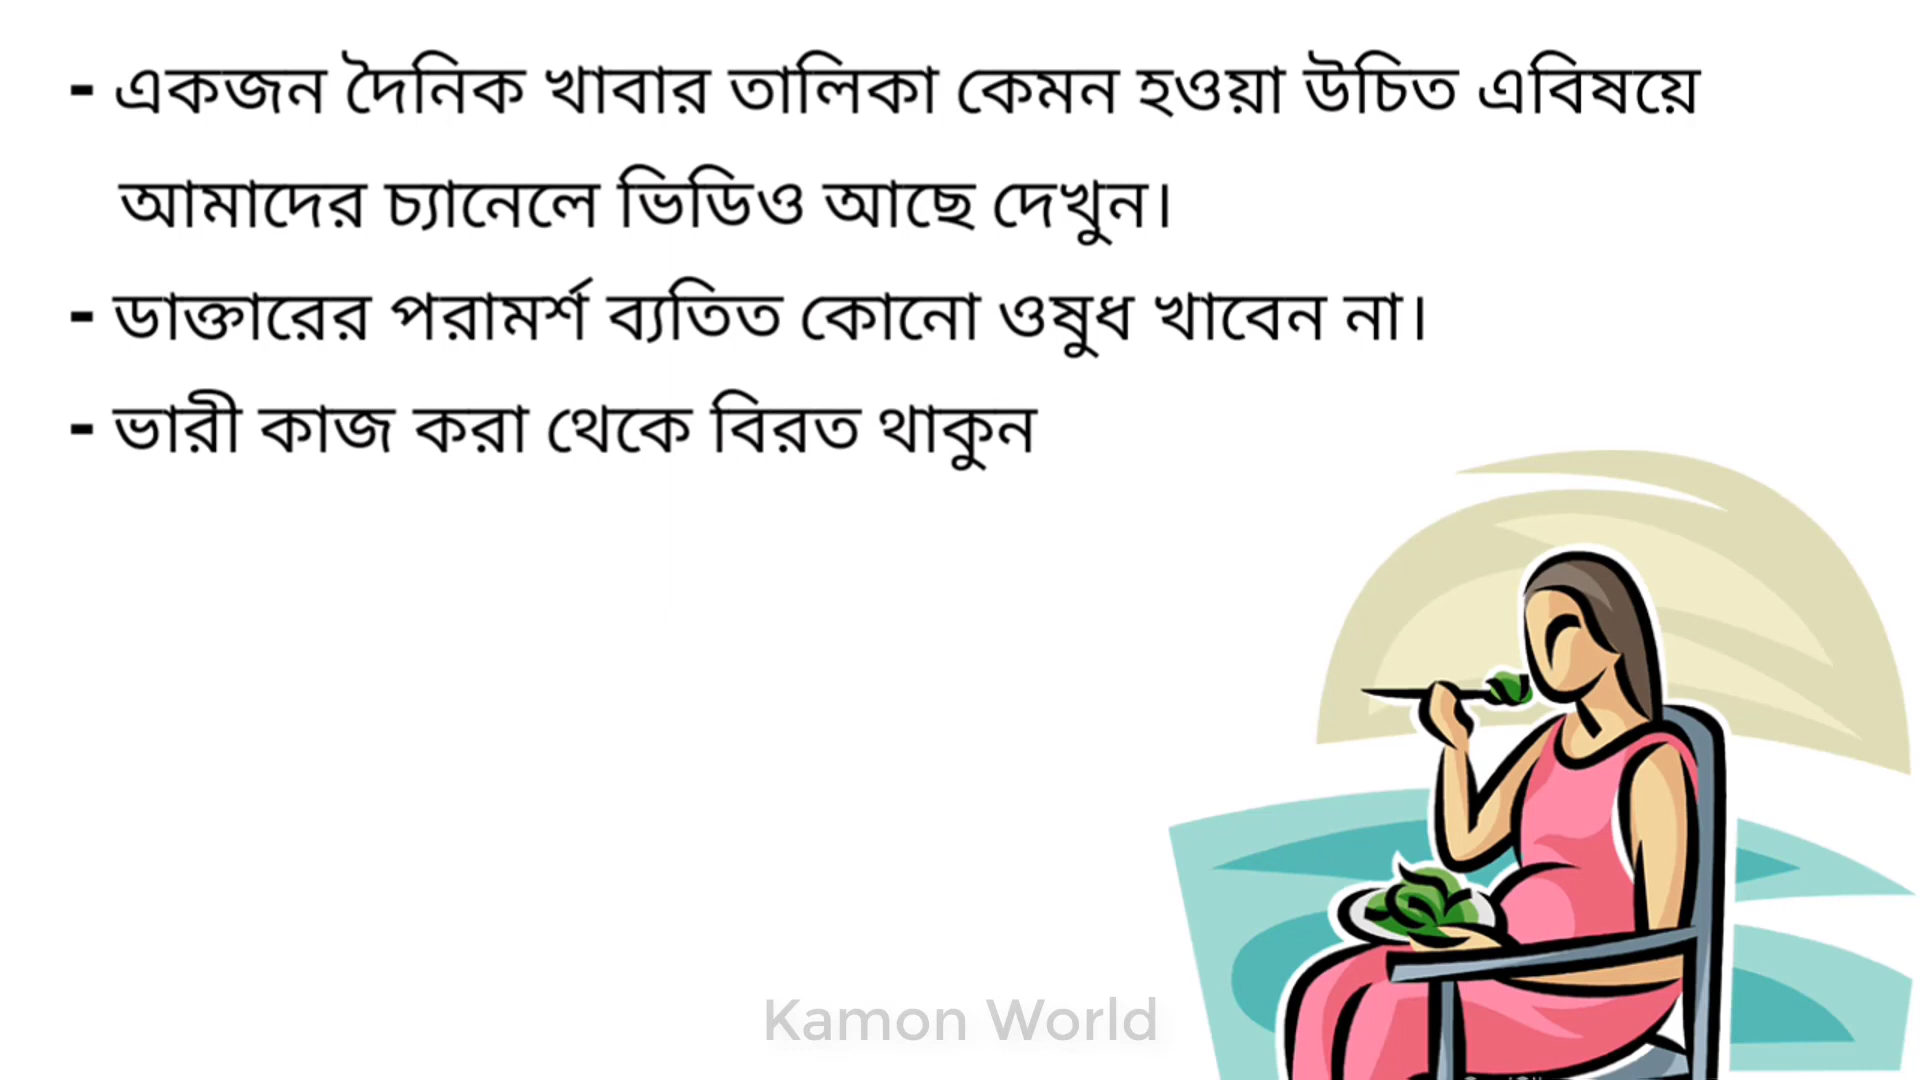 - একজন দৈনিক খাবার তালিকা কেমন হওয়া উচিত এবিষয়ে
আমাদের চ্যানেলে ভিডিও আছে দেখুন।
- ডাক্তারের পরামর্শ ব্যতিত কোনো ওষুধ খাবেন না।
- ভারী কাজ করা থেকে বিরত থাকুন
Kamon World